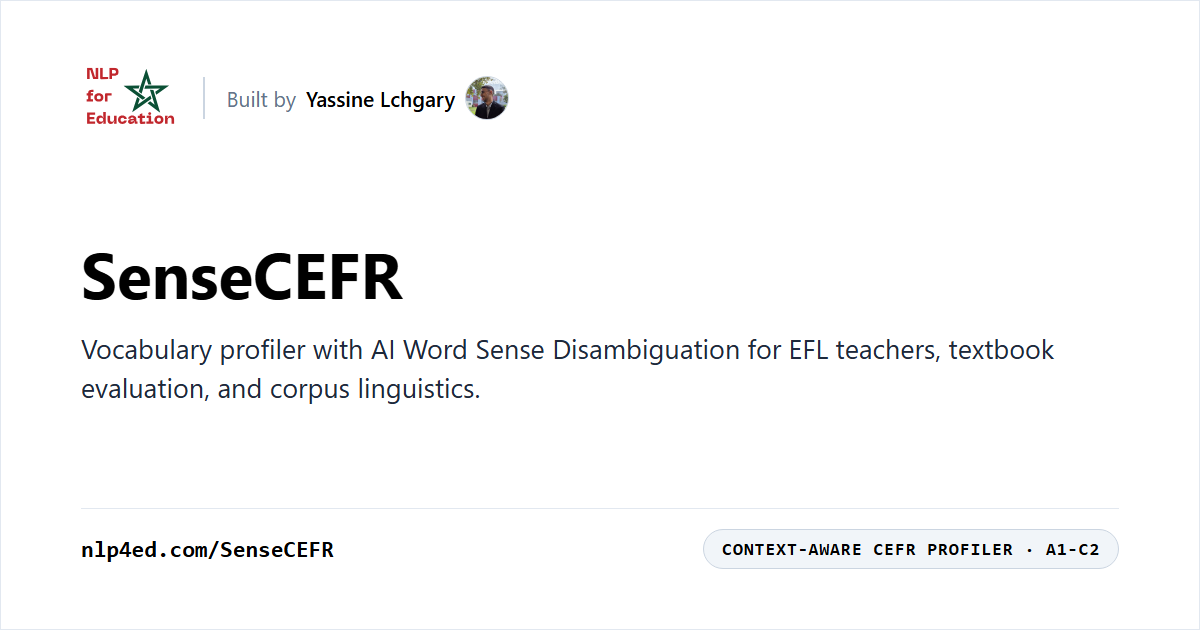 NLP
for
Education
Built by Yassine Lchgary
SenseCEFR
Vocabulary profiler with AI Word Sense Disambiguation for EFL teachers, textbook
evaluation, and corpus linguistics.
nlp4ed.com/SenseCEFR
CONTEXT-AWARE CEFR PROFILER · A1-C2